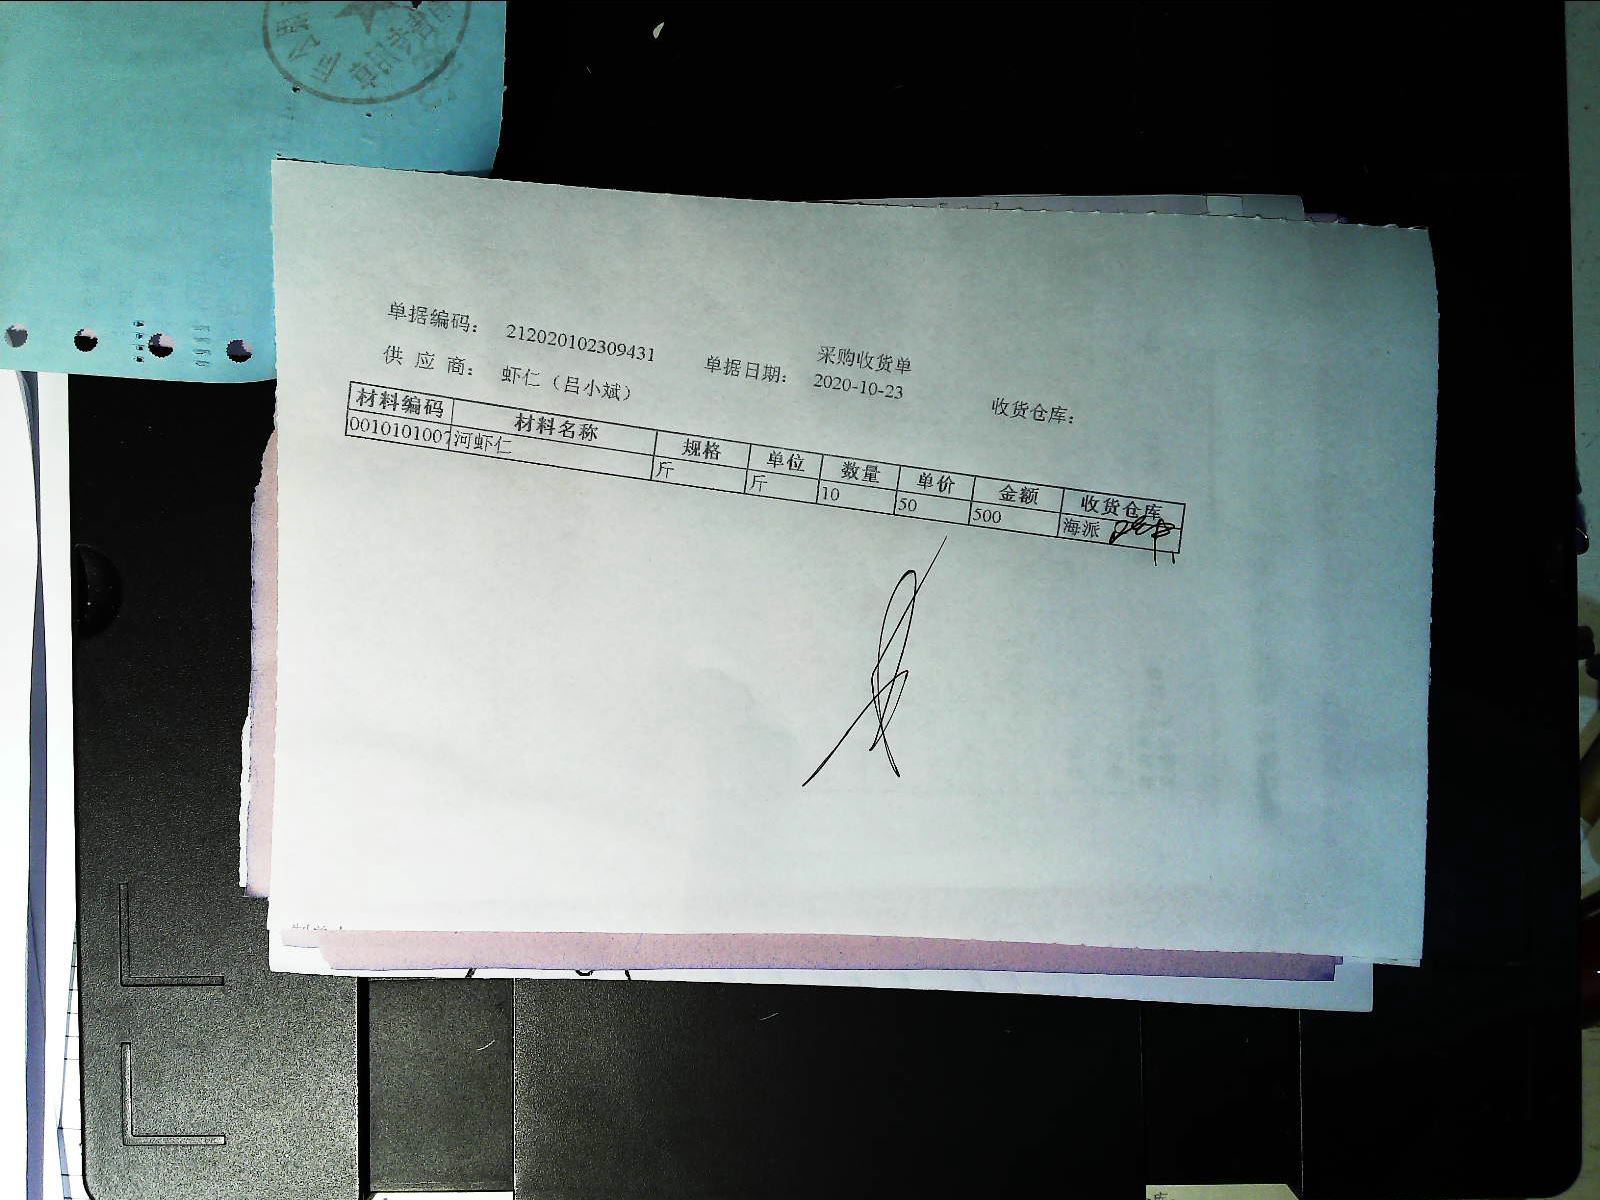 采购收货单
单据编码： 212020102309431 单据日期： 2020-10-23 收货仓库：
供 应 商： 虾仁（吕小斌）
材料编码 材料名称 规格 单位 数量 单价 金额 收货仓库
0010101007 河虾仁 斤 斤 10 50 500 海派